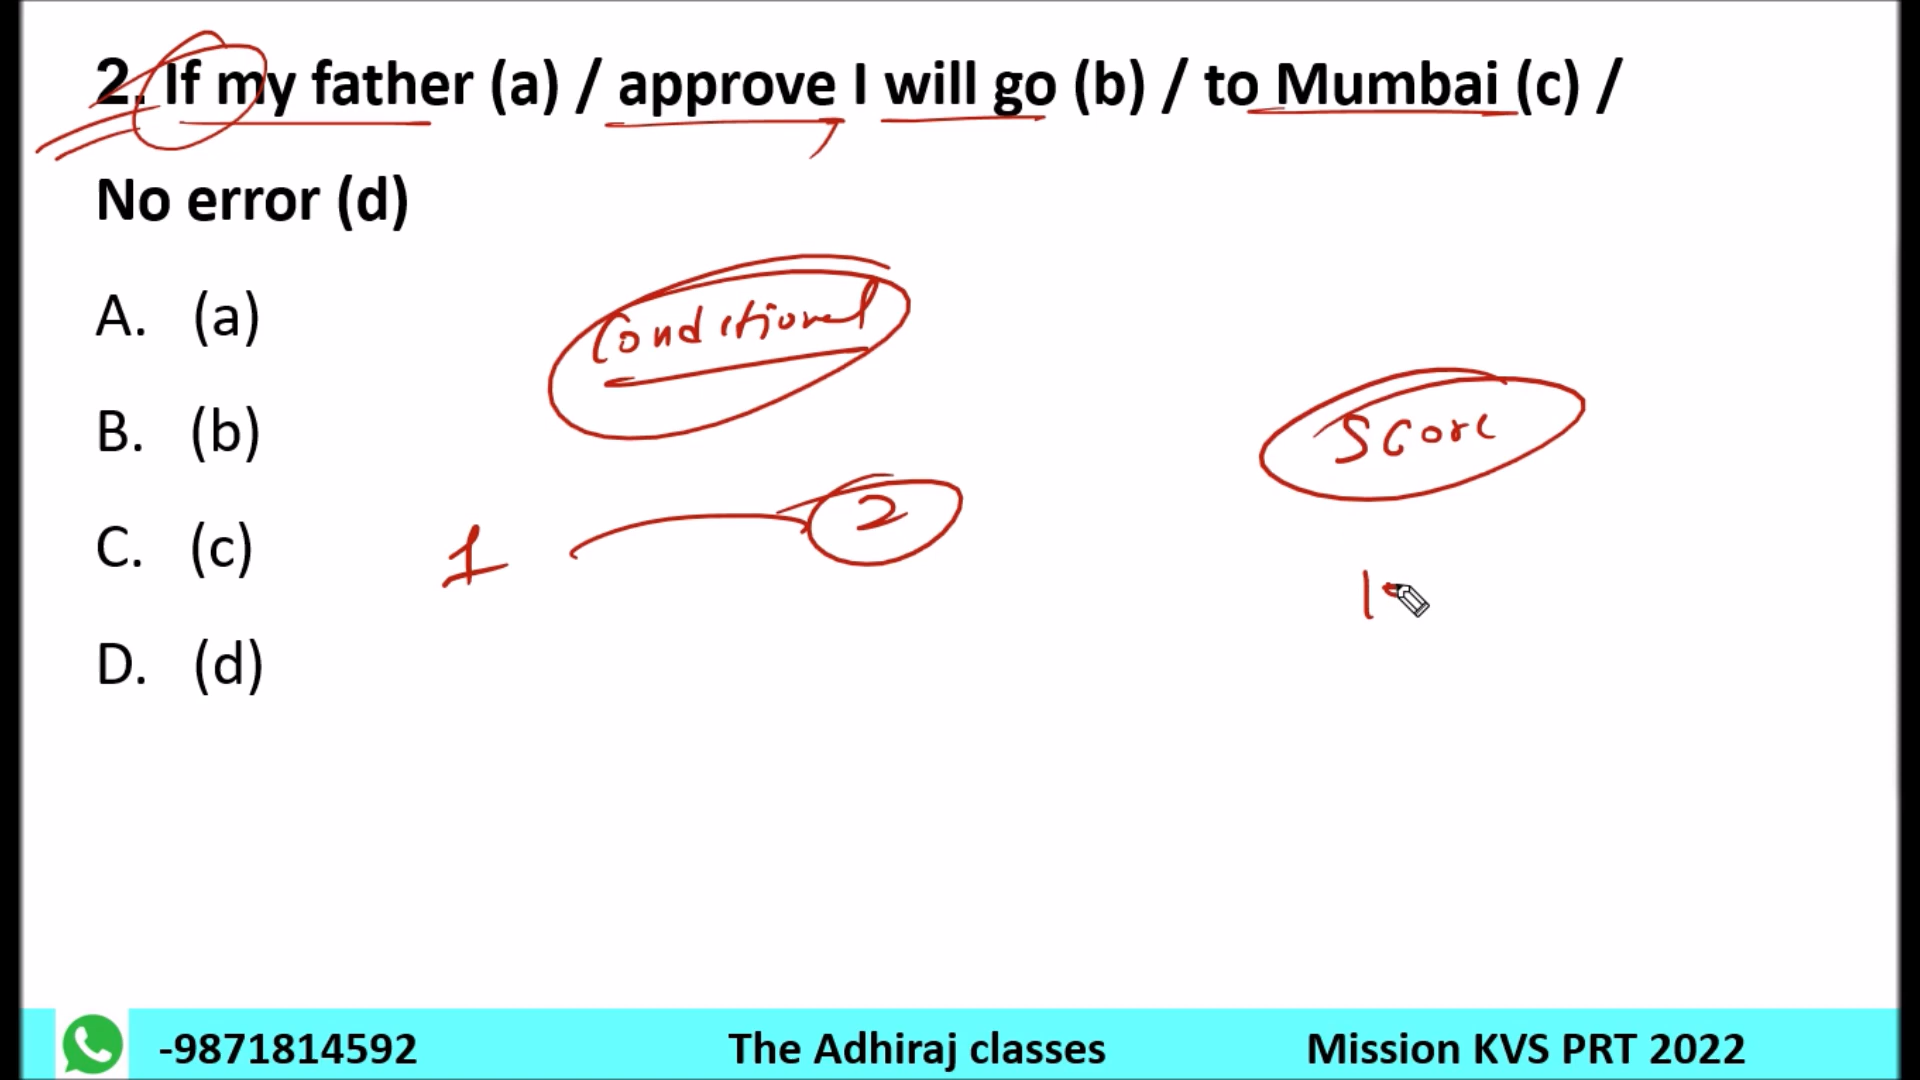 2. If my father (a) / approve I will go (b) / to Mumbai (c) /
No error (d)
A. (a)
B. (b)
C. (c)
D. (d)
Conditional
Score
1
2
-9871814592 The Adhiraj classes Mission KVS PRT 2022